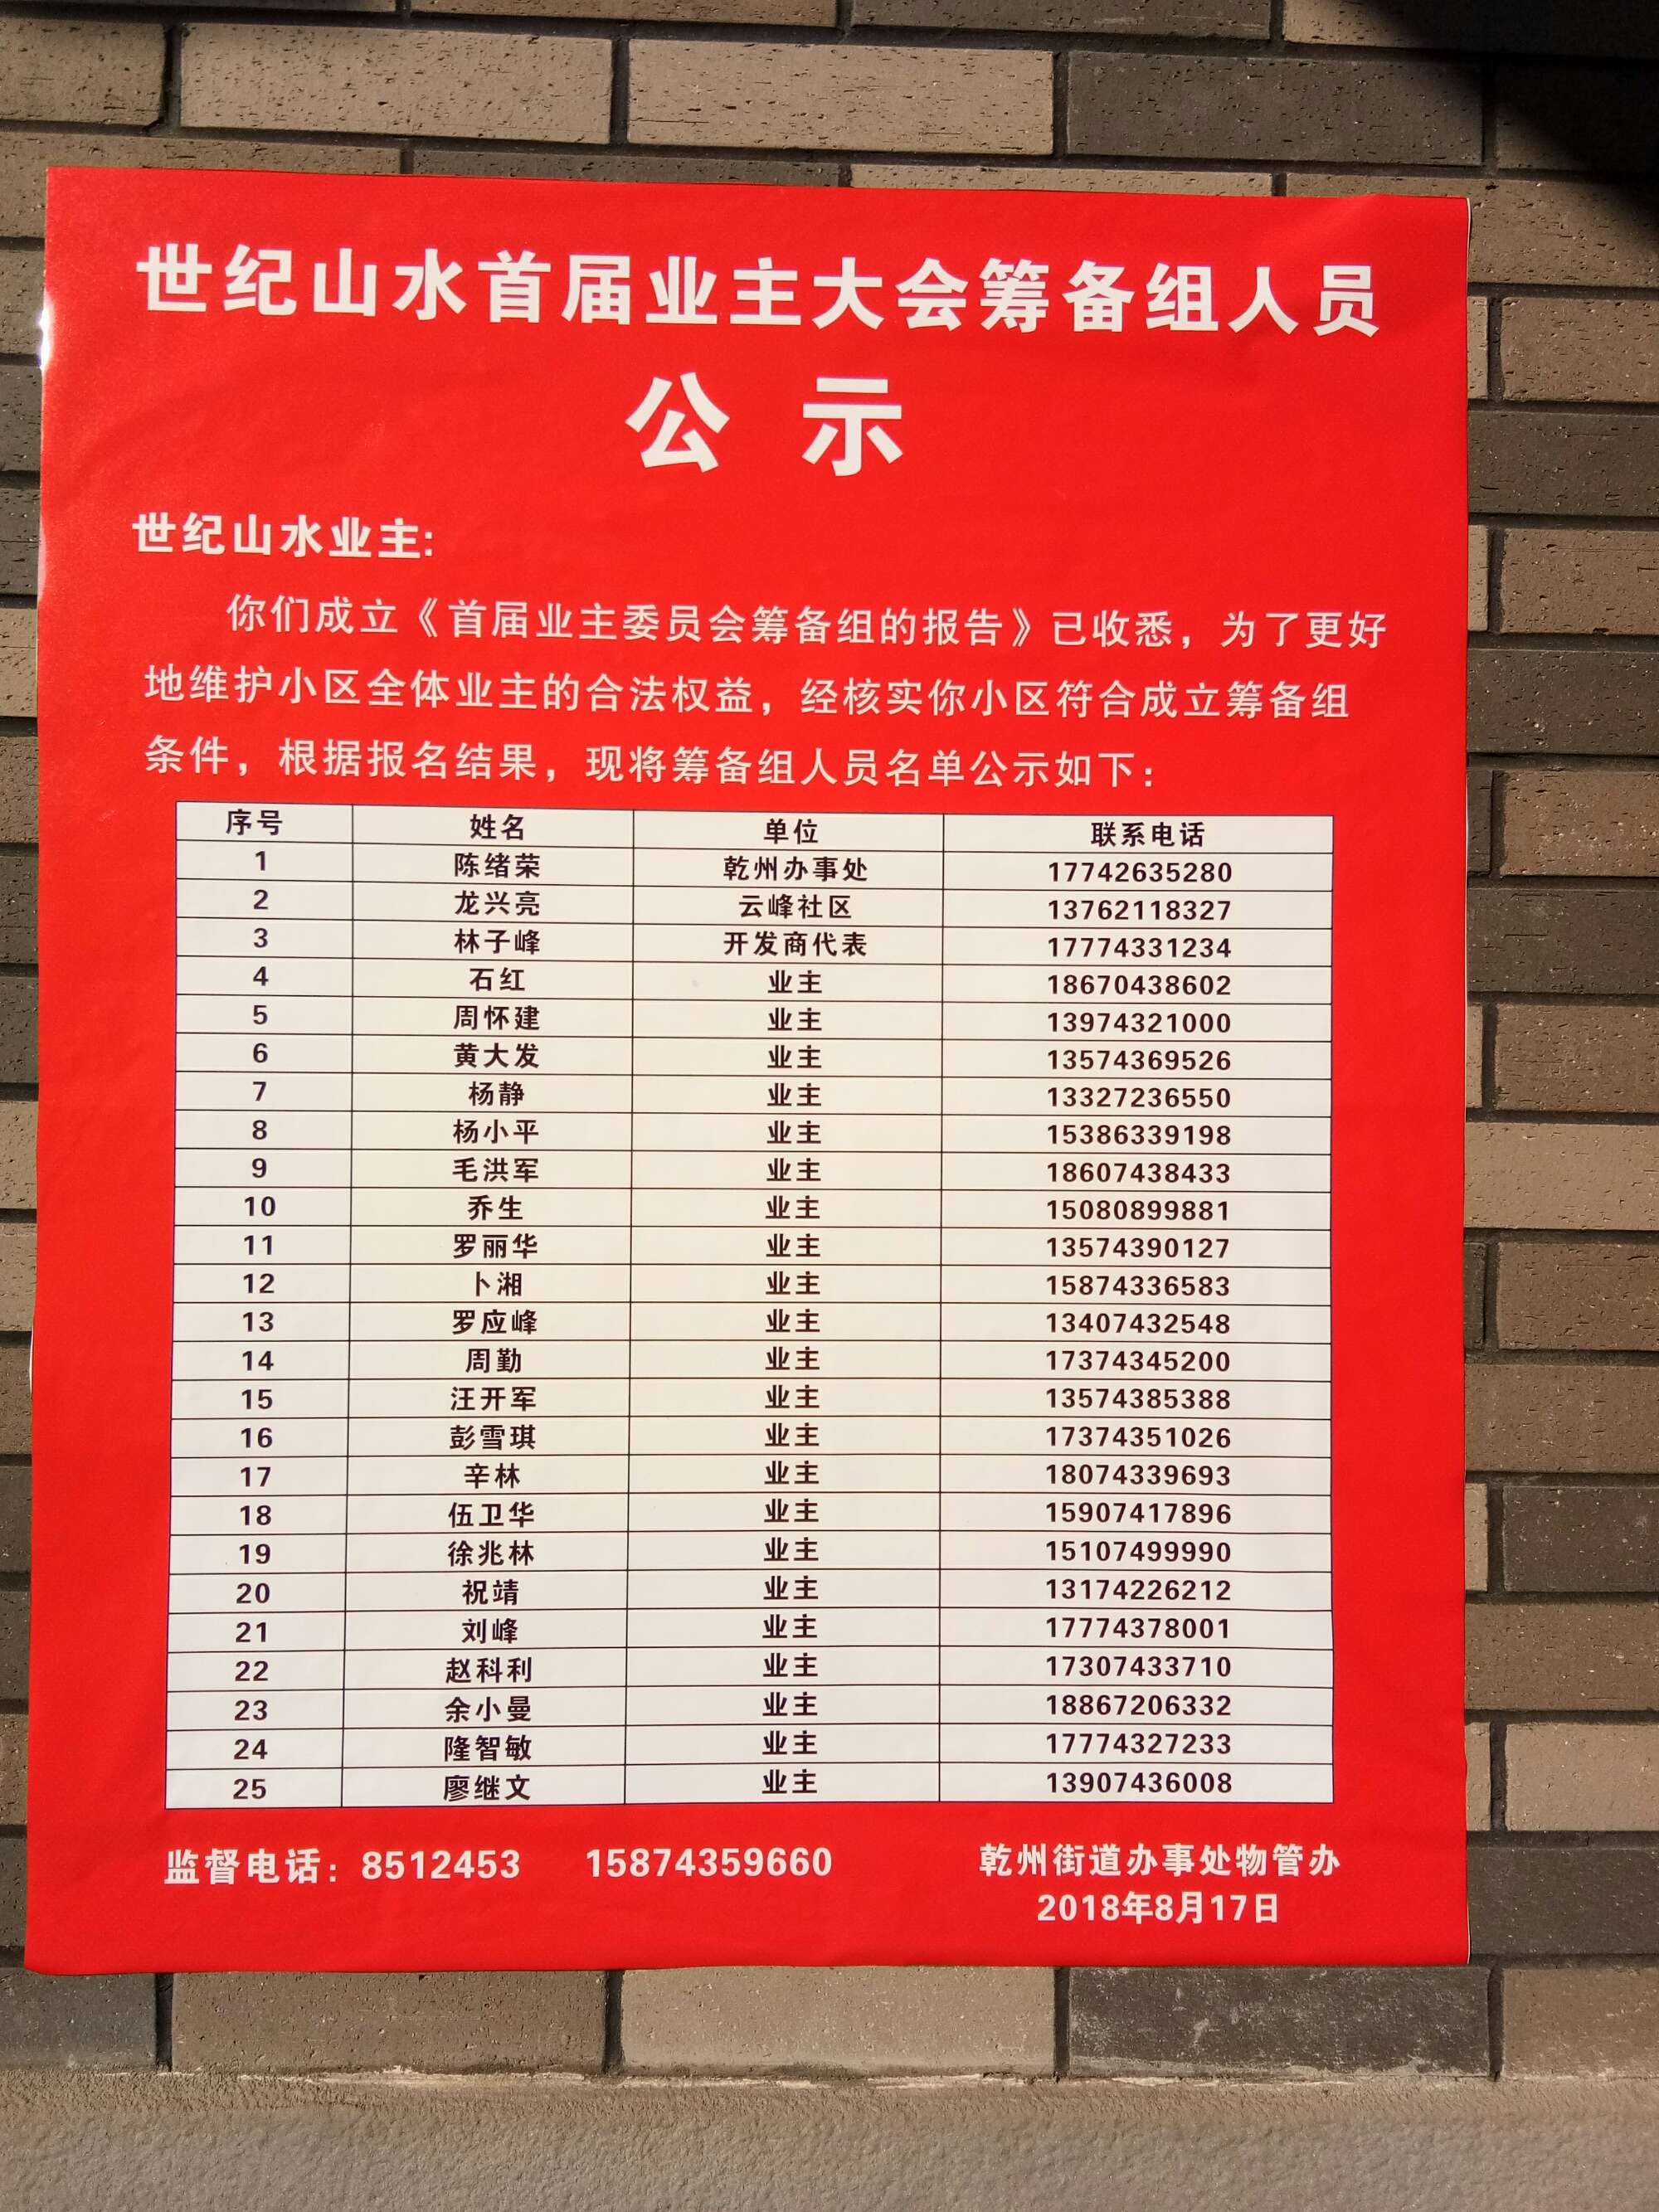 世纪山水首届业主大会筹备组人员
公示
世纪山水业主:
你们成立《首届业主委员会筹备组的报告》已收悉，为了更好
地维护小区全体业主的合法权益，经核实你小区符合成立筹备组
条件，根据报名结果，现将筹备组人员名单公示如下：
序号 姓名 单位 联系电话
1 陈绪荣 乾州办事处 17742635280
2 龙兴亮 云峰社区 13762118327
3 林子峰 开发商代表 17774331234
4 石红 业主 18670438602
5 周怀建 业主 13974321000
6 黄大发 业主 13574369526
7 杨静 业主 13327236550
8 杨小平 业主 15386339198
9 毛洪军 业主 18607438433
10 乔生 业主 15080899881
11 罗丽华 业主 13574390127
12 卜湘 业主 15874336583
13 罗应峰 业主 13407432548
14 周勤 业主 17374345200
15 汪开军 业主 13574385388
16 彭雪琪 业主 17374351026
17 辛林 业主 18074339693
18 伍卫华 业主 15907417896
19 徐兆林 业主 15107499990
20 祝靖 业主 13174226212
21 刘峰 业主 17774378001
22 赵科利 业主 17307433710
23 余小曼 业主 18867206332
24 隆智敏 业主 17774327233
25 廖继文 业主 13907436008
监督电话：8512453 15874359660 乾州街道办事处物管办
2018年8月17日